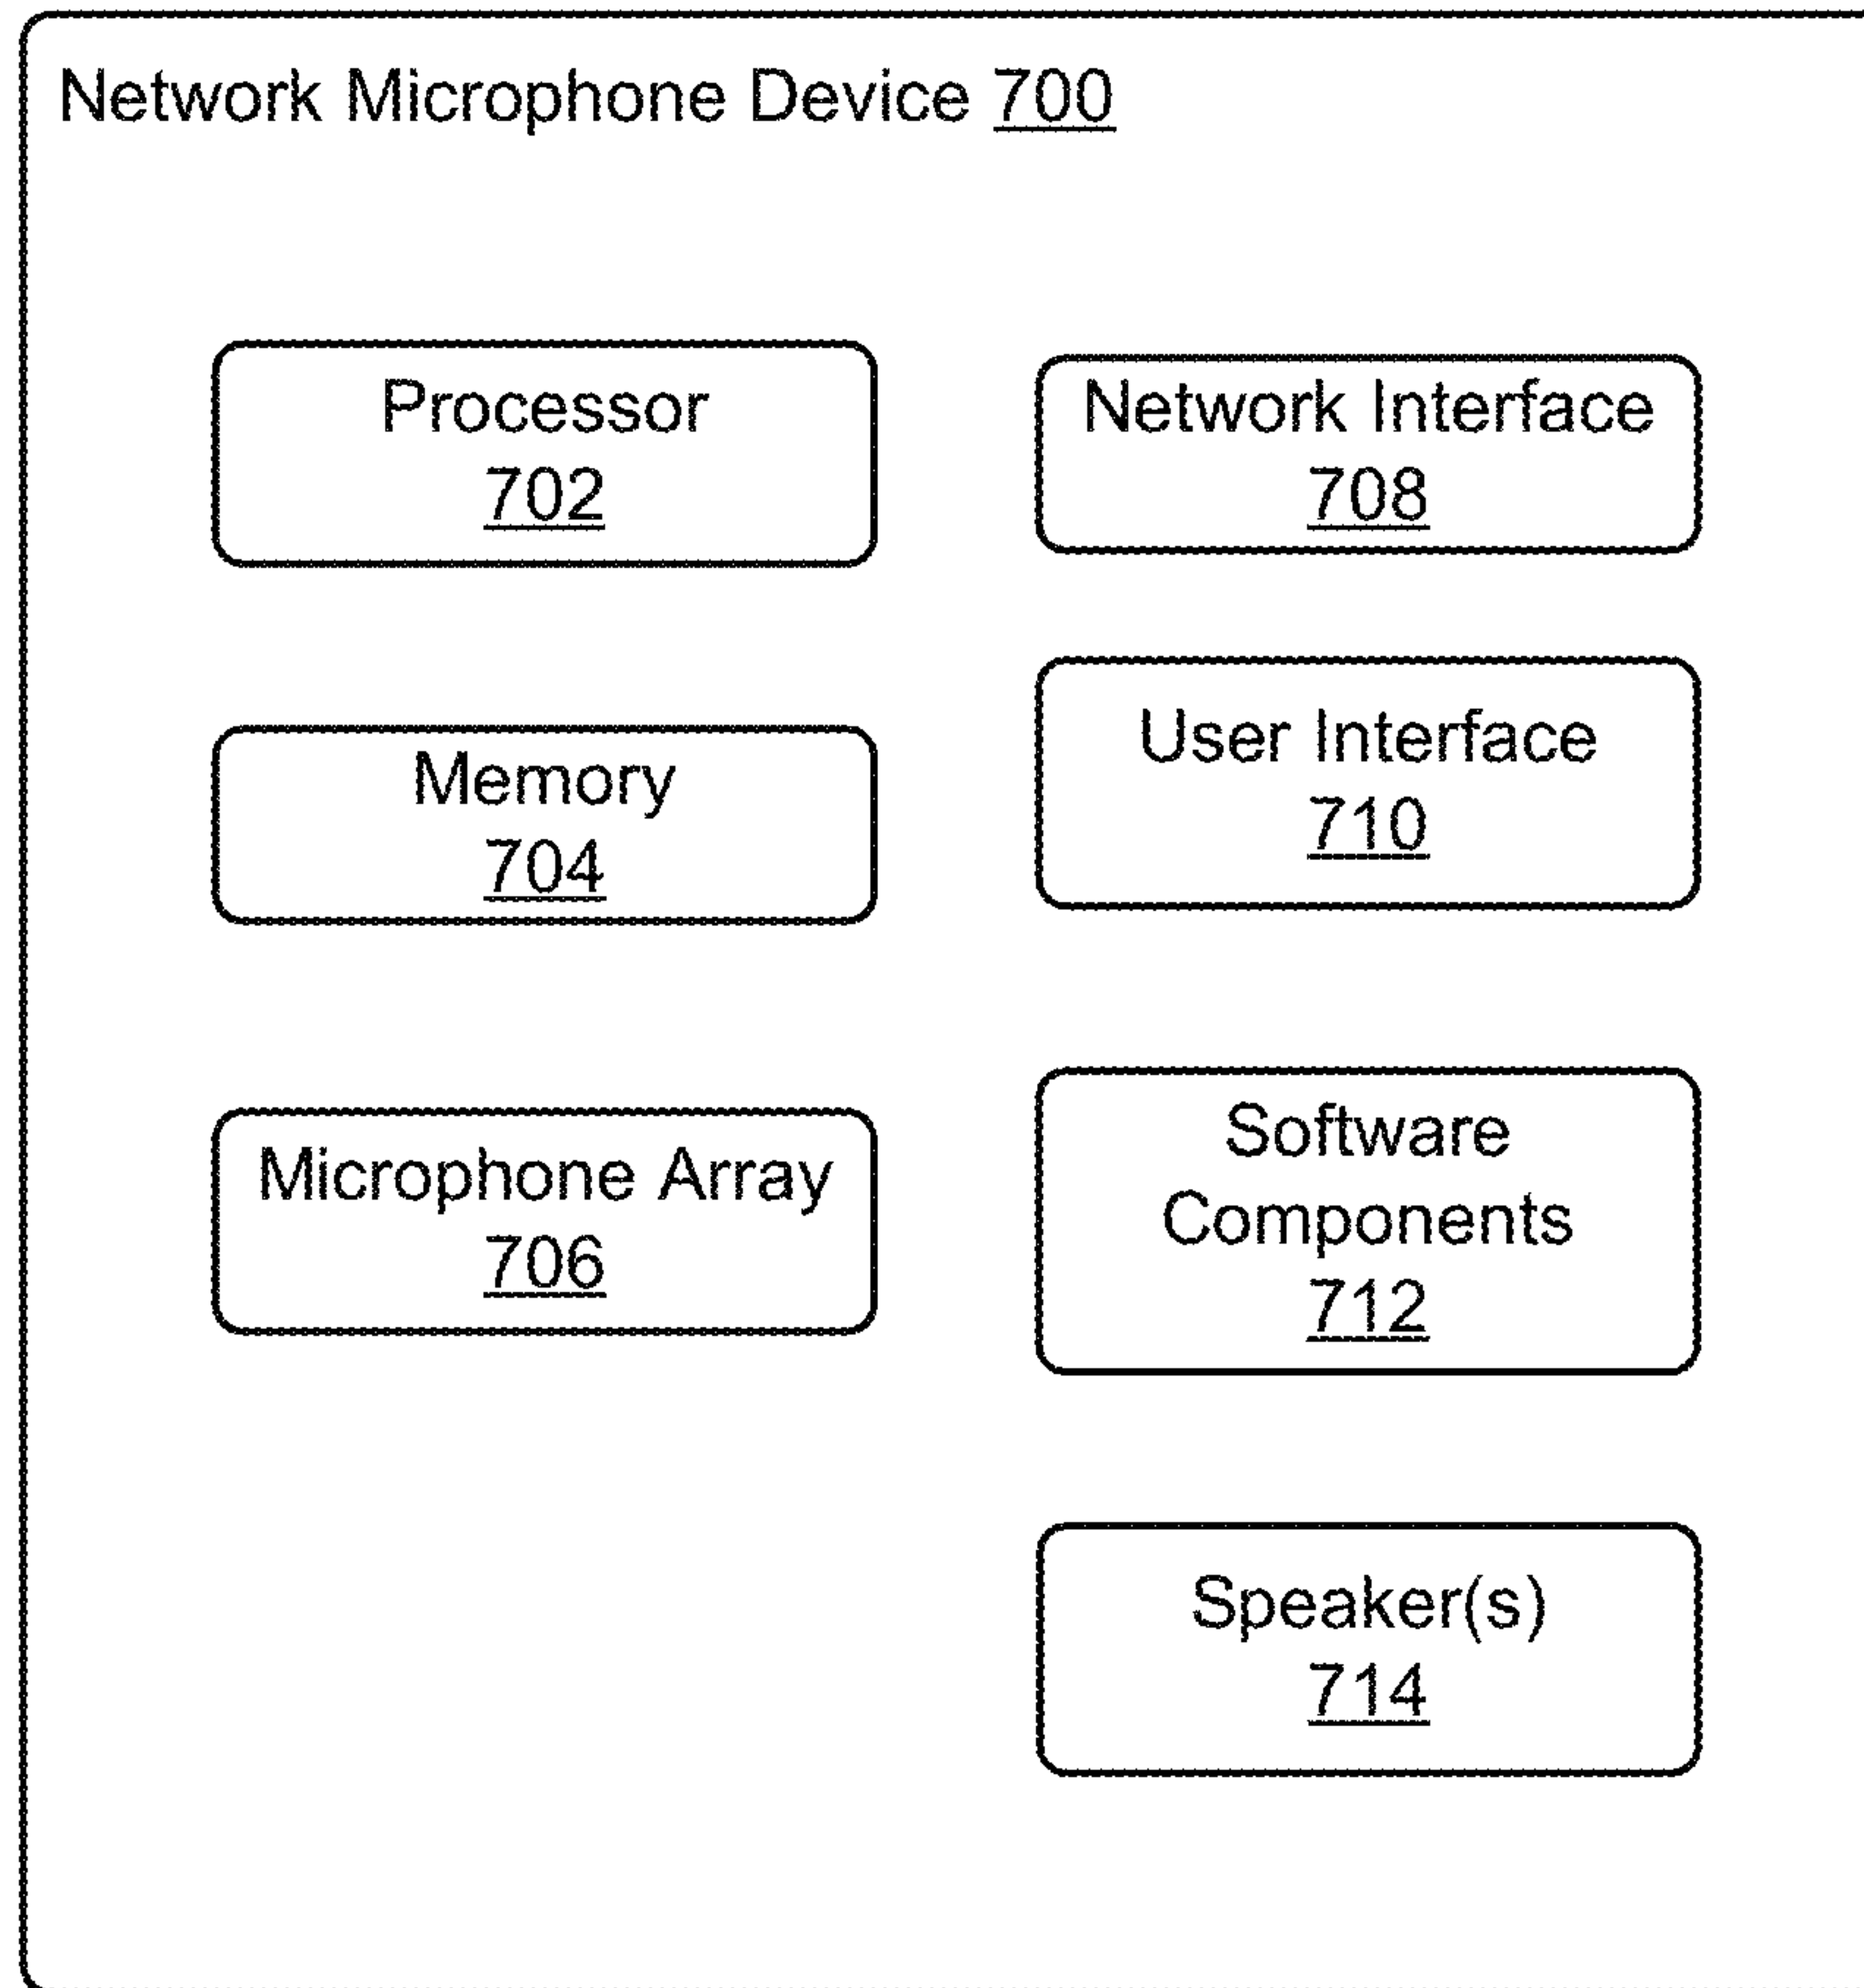 Network Microphone Device 700
Processor
702
Memory
704
Microphone Array
706
Network Interface
708
User Interface
710
Software
Components
712
Speaker(s)
714